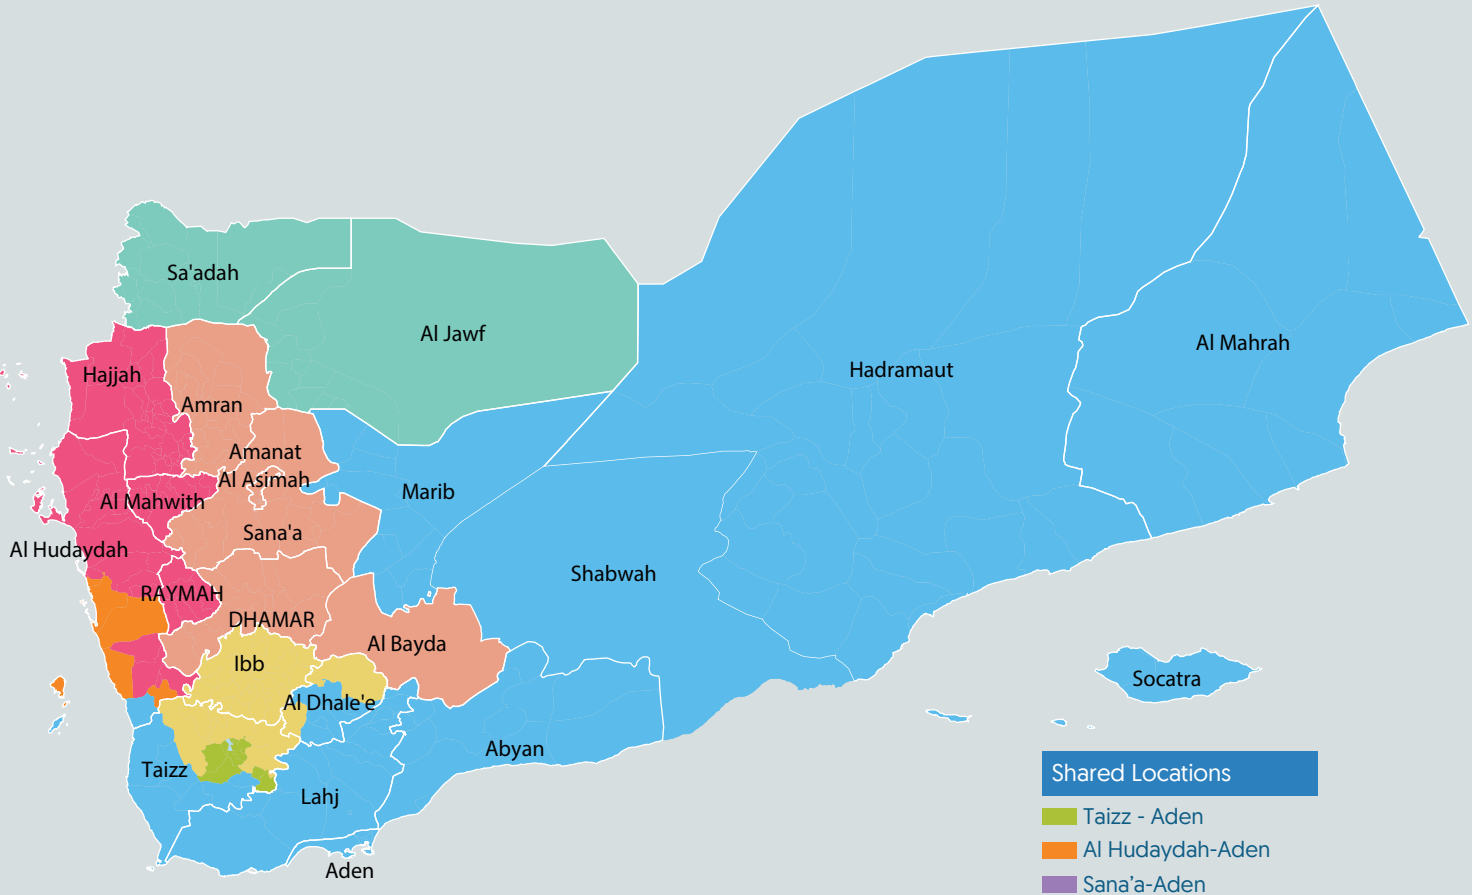 Sa'adah
Al Jawf
Hajjah
Amran
Hadramaut
Al Mahrah
Amanat
Al Asimah
Marib
Al Mahwith
Sana'a
Al Hudaydah
Shabwah
RAYMAH
DHAMAR
Al Bayda
Ibb
Socatra
Al Dhale'e
Abyan
Taizz
Lahj
Aden
Shared Locations
Taizz - Aden
Al Hudaydah-Aden
Sana’a-Aden